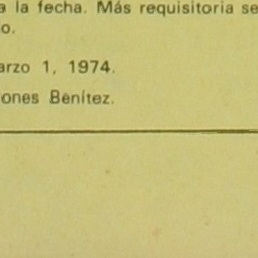 a la fecha. Más requisitoria se
o.
arzo 1, 1974.
ones Benítez.